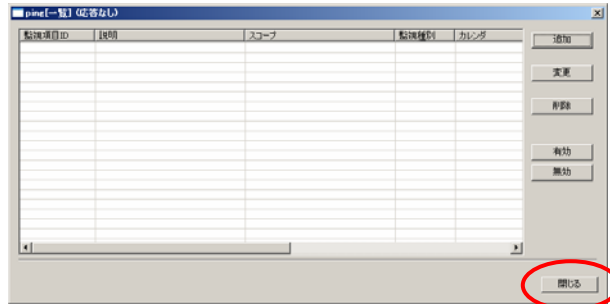 ping[一覧] (応答なし)
監視項目ID 説明 スコープ 監視種別 カレンダ
追加
変更
削除
有効
無効
閉じる